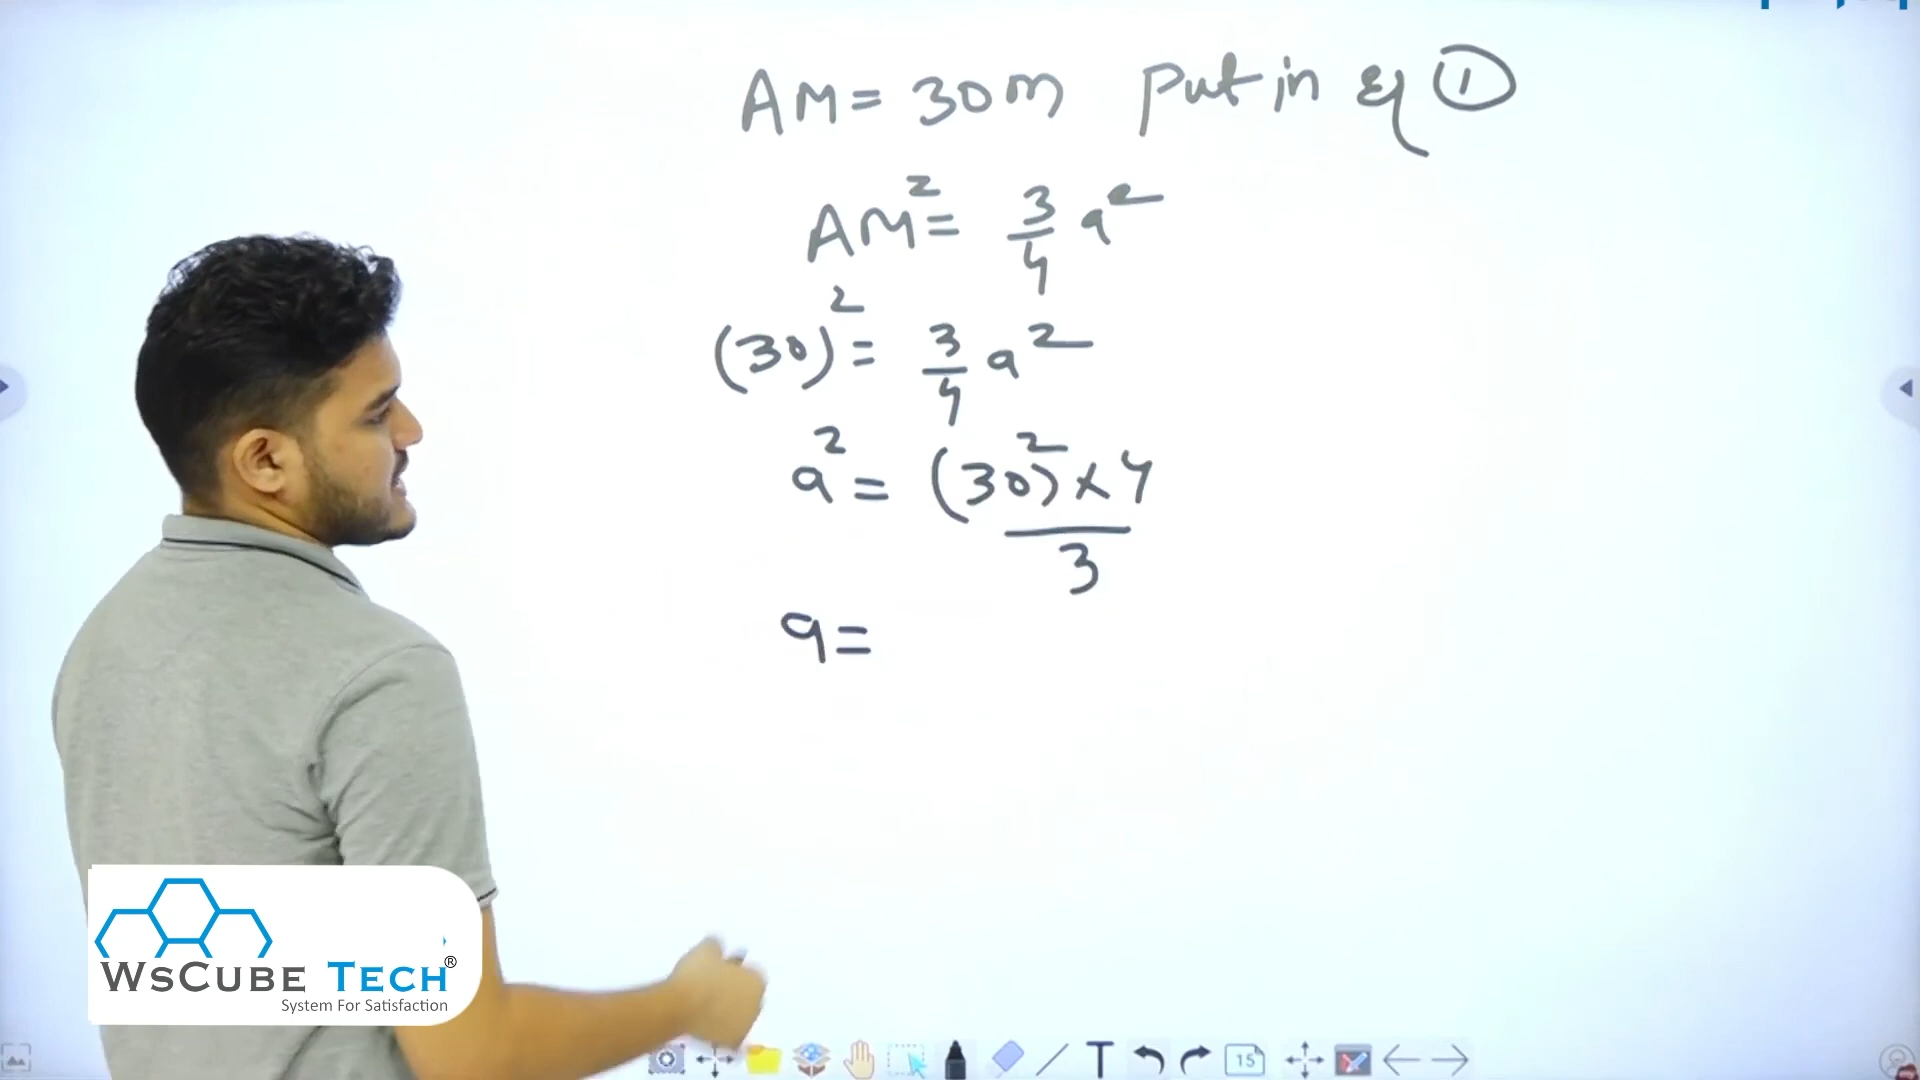 AM = 30m put in Eq ①
AM² = 3/4 a²
(30)² = 3/4 a²
a² = (30)² × 4 / 3
a =
WSCUBE TECH®
System For Satisfaction
T
15